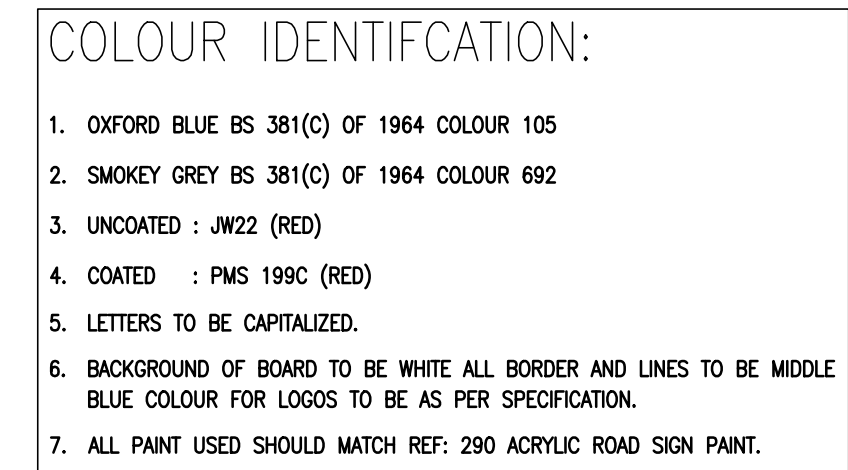 COLOUR IDENTIFCATION:
1. OXFORD BLUE BS 381(C) OF 1964 COLOUR 105
2. SMOKEY GREY BS 381(C) OF 1964 COLOUR 692
3. UNCOATED : JW22 (RED)
4. COATED : PMS 199C (RED)
5. LETTERS TO BE CAPITALIZED.
6. BACKGROUND OF BOARD TO BE WHITE ALL BORDER AND LINES TO BE MIDDLE
BLUE COLOUR FOR LOGOS TO BE AS PER SPECIFICATION.
7. ALL PAINT USED SHOULD MATCH REF: 290 ACRYLIC ROAD SIGN PAINT.